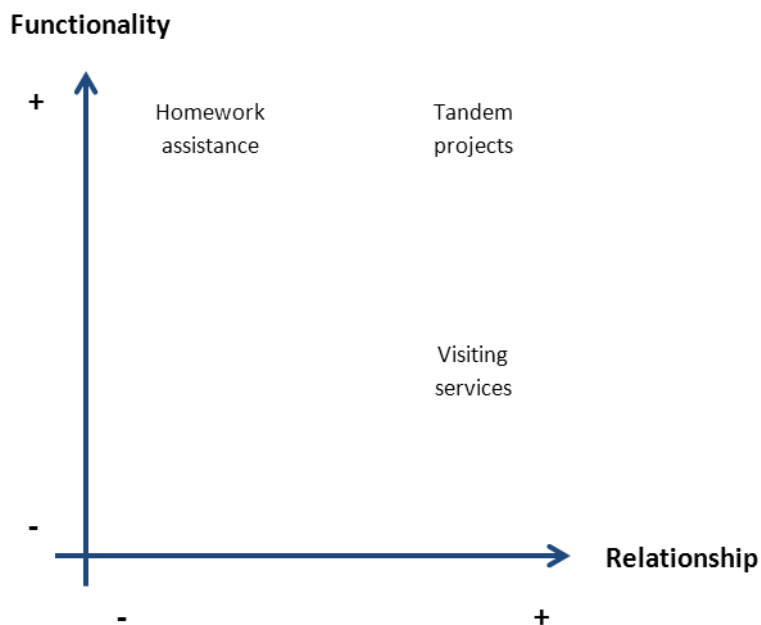 Functionality
+
Homework
assistance
Tandem
projects
Visiting
services
-
Relationship
-
+